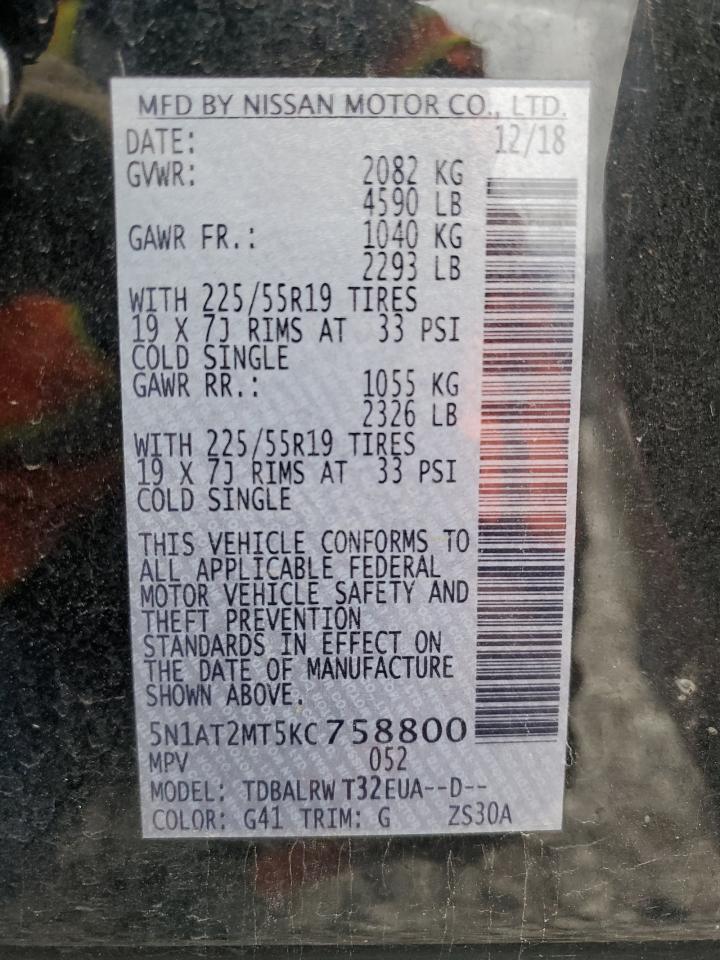 MFD BY NISSAN MOTOR CO., LTD.
DATE: 12/18
GVWR: 2082 KG
4590 LB
GAWR FR.: 1040 KG
2293 LB
WITH 225/55R19 TIRES
19 X 7J RIMS AT 33 PSI
COLD SINGLE
GAWR RR.: 1055 KG
2326 LB
WITH 225/55R19 TIRES
19 X 7J RIMS AT 33 PSI
COLD SINGLE
THIS VEHICLE CONFORMS TO
ALL APPLICABLE FEDERAL
MOTOR VEHICLE SAFETY AND
THEFT PREVENTION
STANDARDS IN EFFECT ON
THE DATE OF MANUFACTURE
SHOWN ABOVE.
5N1AT2MT5KC758800
MPV 052
MODEL: TDBALRW T32EUA--D--
COLOR: G41 TRIM: G ZS30A